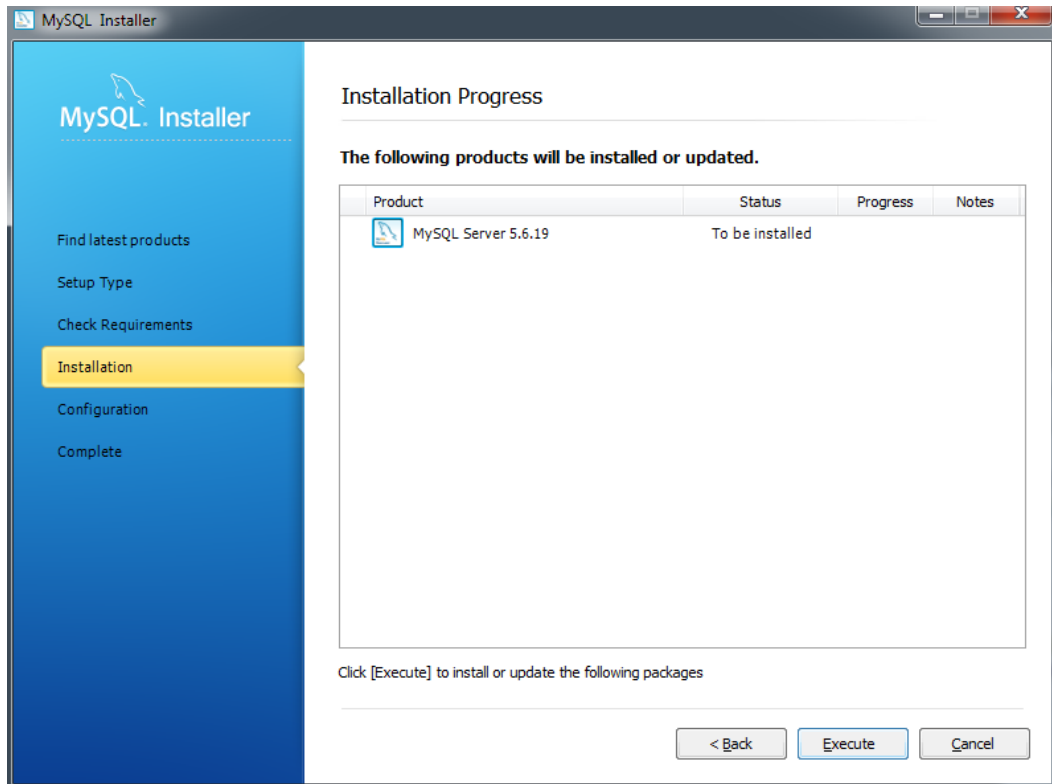 MySQL Installer
MySQL. Installer
Find latest products
Setup Type
Check Requirements
Installation
Configuration
Complete
Installation Progress
The following products will be installed or updated.
Product Status Progress Notes
MySQL Server 5.6.19 To be installed
Click [Execute] to install or update the following packages
< Back Execute Cancel